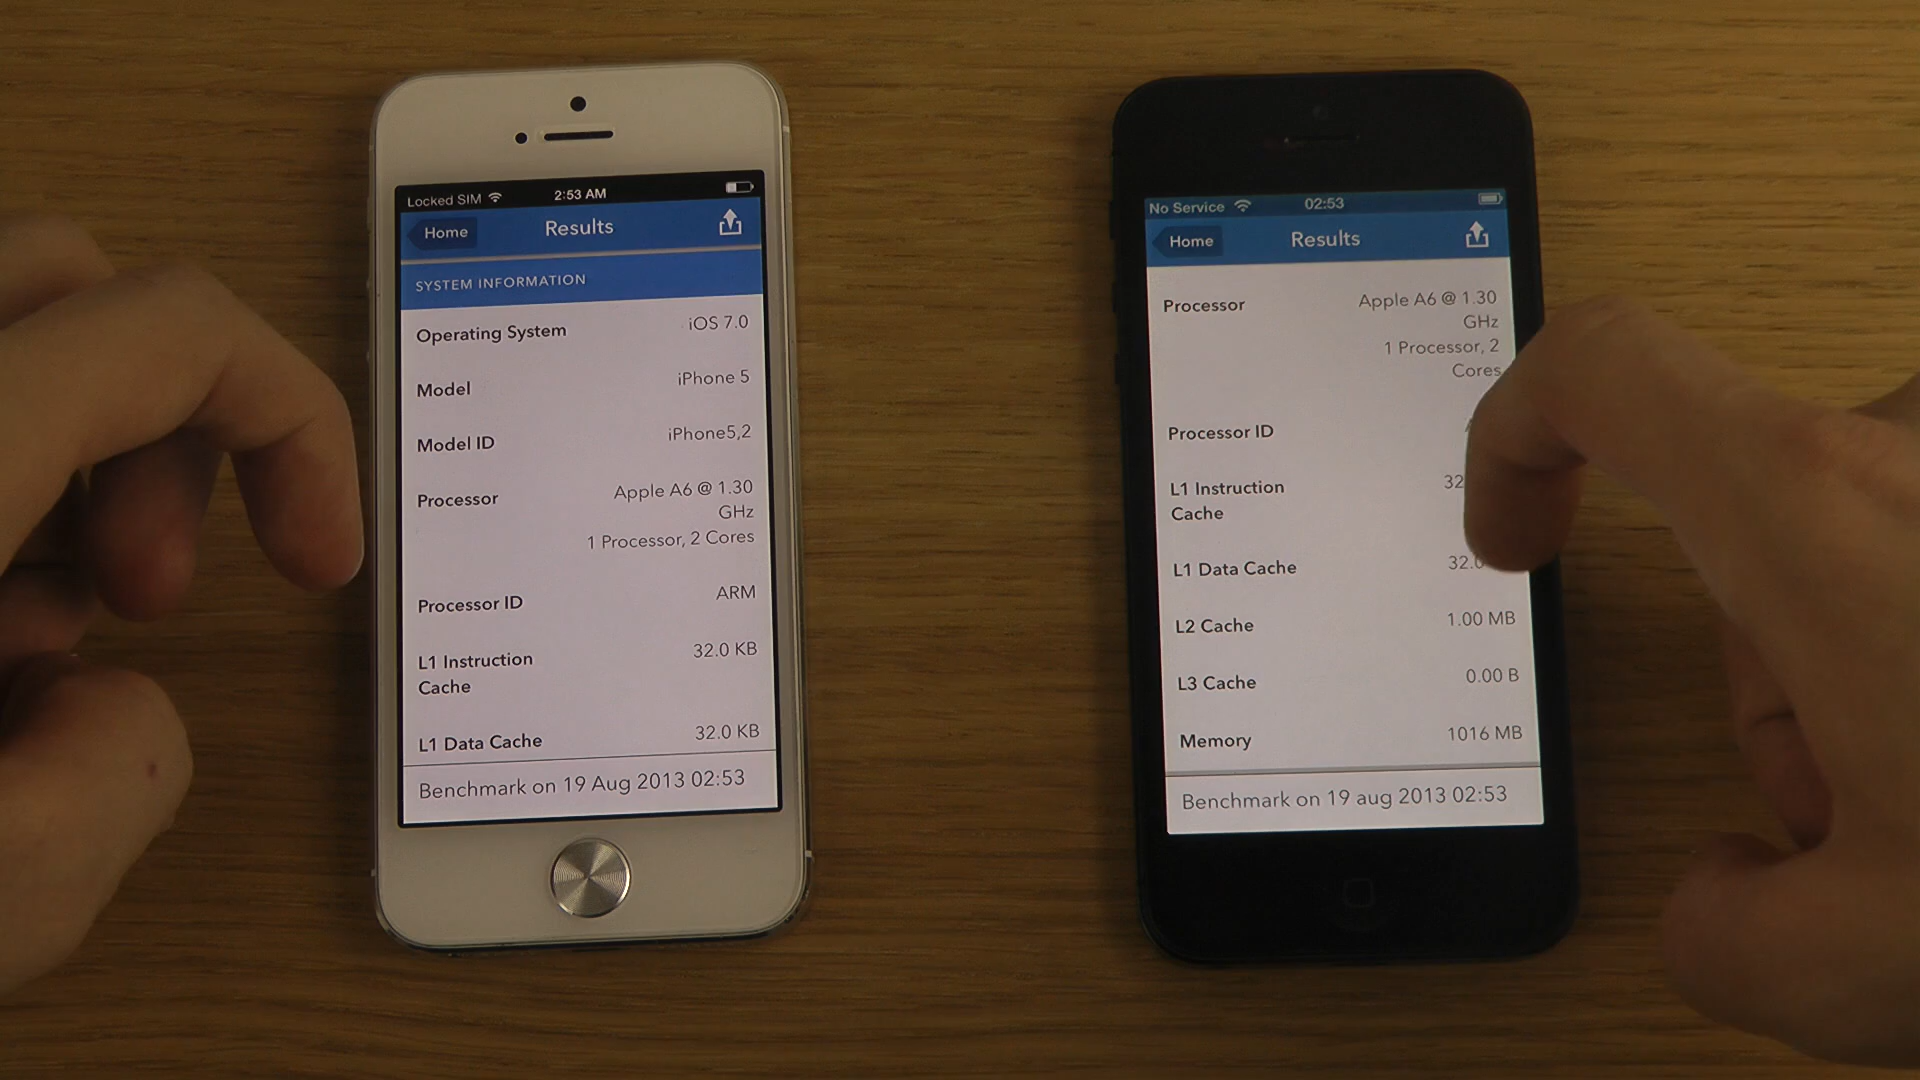 Locked SIM 2:53 AM
Home Results
SYSTEM INFORMATION
Operating System iOS 7.0
Model iPhone 5
Model ID iPhone5,2
Processor Apple A6 @ 1.30
GHz
1 Processor, 2 Cores
Processor ID ARM
L1 Instruction 32.0 KB
Cache
L1 Data Cache 32.0 KB
Benchmark on 19 Aug 2013 02:53
No Service 02:53
Home Results
Processor Apple A6 @ 1.30
GHz
1 Processor, 2
Cores
Processor ID
L1 Instruction 32
Cache
L1 Data Cache 32.0
L2 Cache 1.00 MB
L3 Cache 0.00 B
Memory 1016 MB
Benchmark on 19 aug 2013 02:53